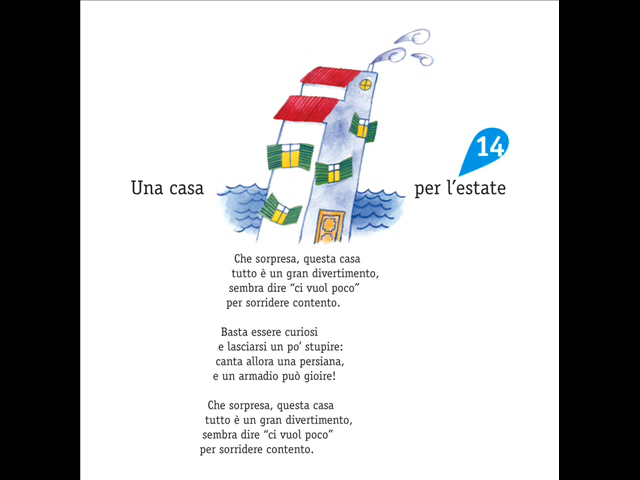 14
Una casa per l'estate
Che sorpresa, questa casa
tutto è un gran divertimento,
sembra dire “ci vuol poco”
per sorridere contento.
Basta essere curiosi
e lasciarsi un po’ stupire:
canta allora una persiana,
e un armadio può gioire!
Che sorpresa, questa casa
tutto è un gran divertimento,
sembra dire “ci vuol poco”
per sorridere contento.